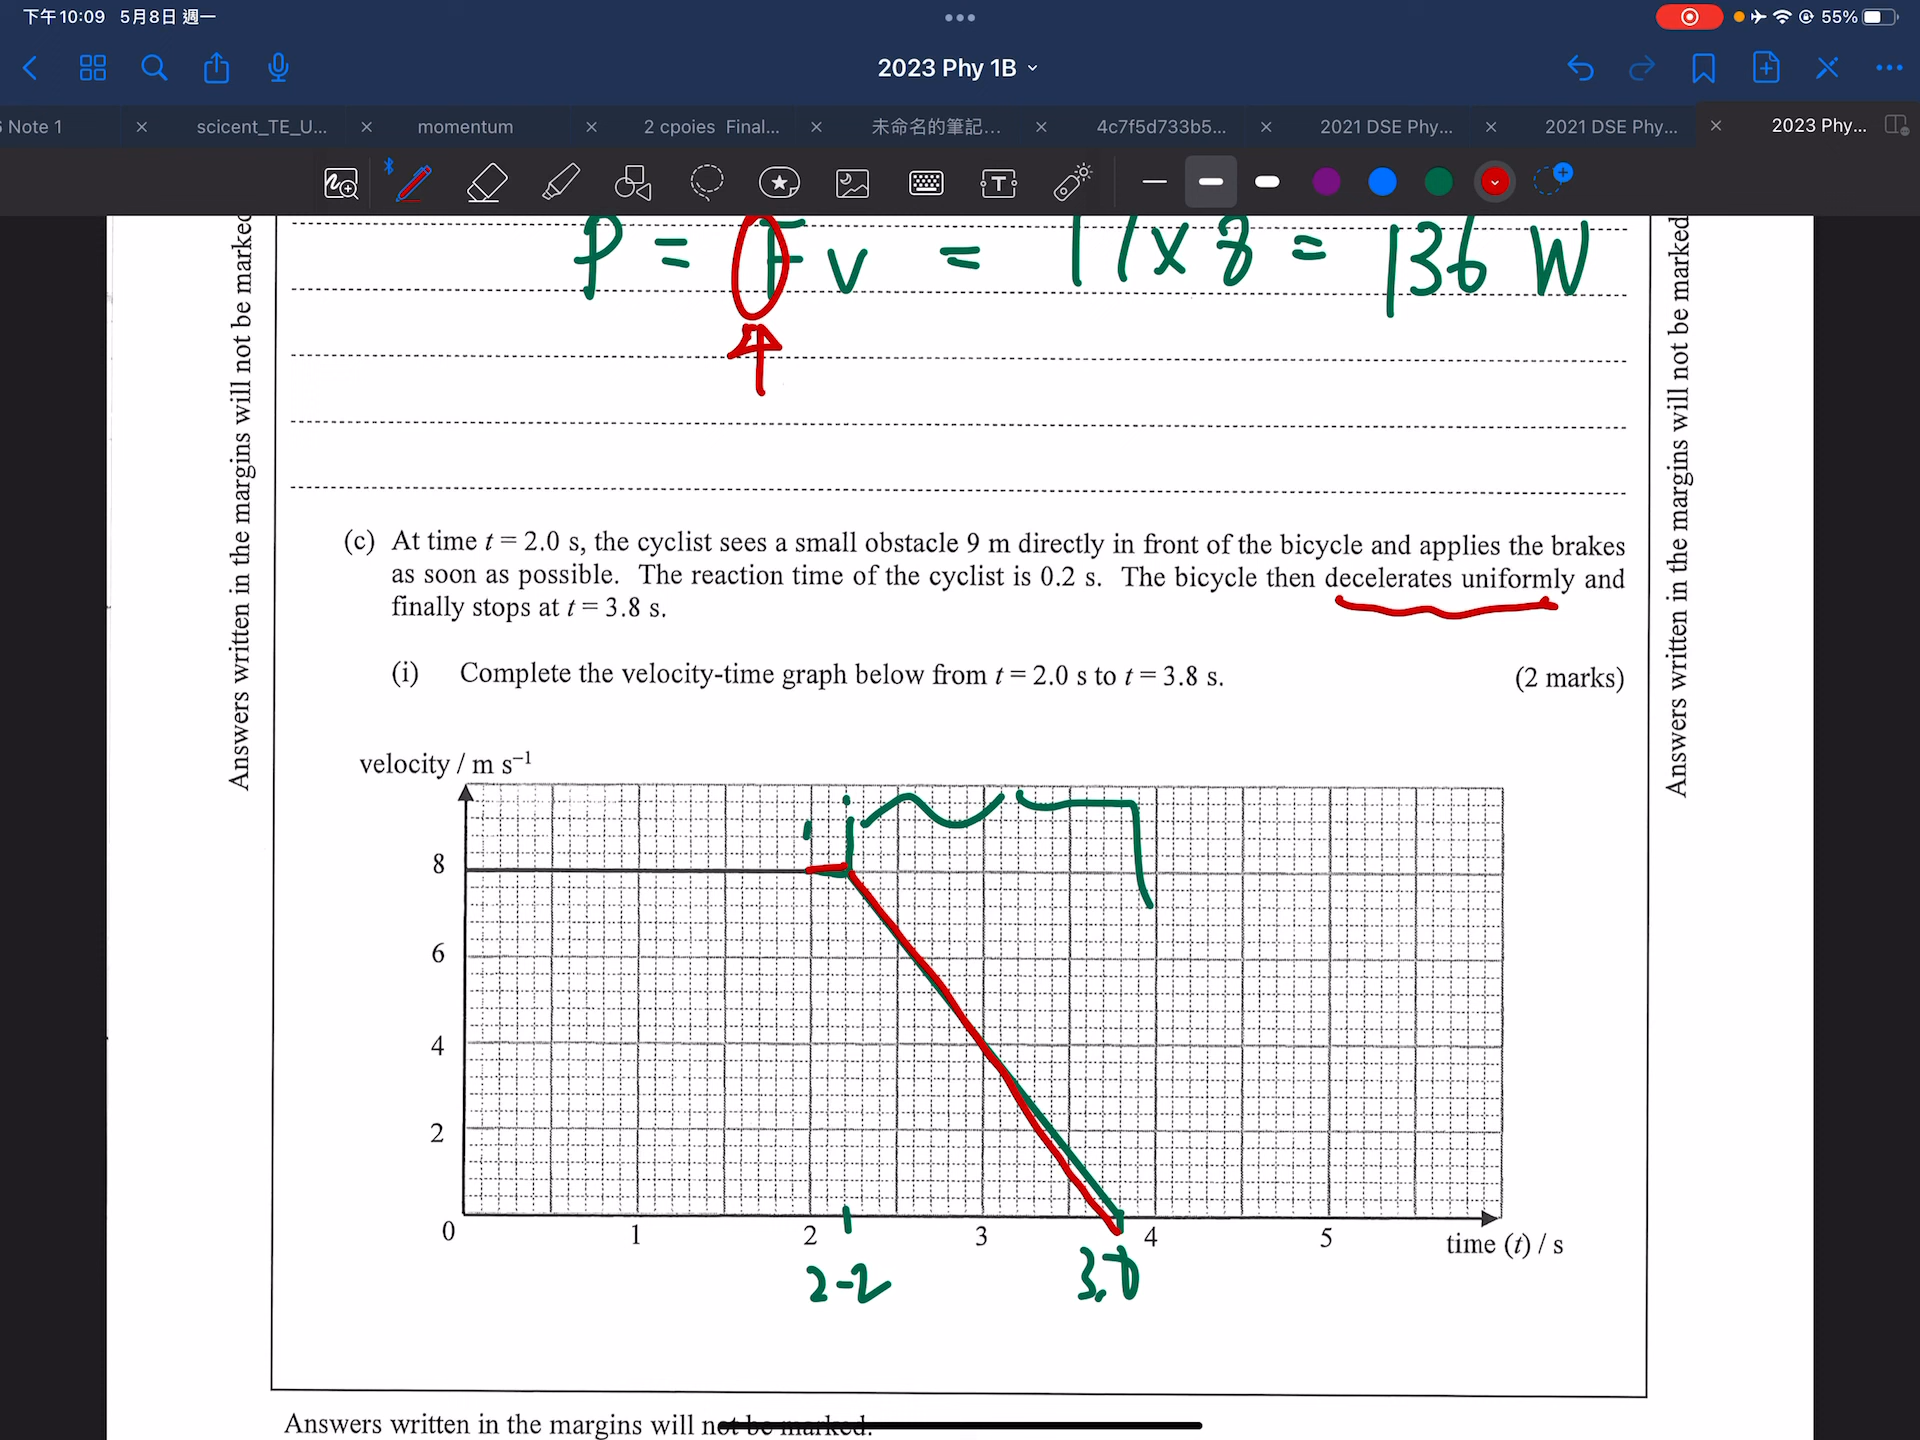 下午10:09 5月8日 週一
55%
2023 Phy 1B
Note 1
scicent_TE_U...
momentum
2 cpoies Final...
未命名的筆記...
4c7f5d733b5...
2021 DSE Phy...
2021 DSE Phy...
2023 Phy...
P = Fv = 17 x 8 = 136 W
Answers written in the margins will not be marked
Answers written in the margins will not be marked
(c) At time t = 2.0 s, the cyclist sees a small obstacle 9 m directly in front of the bicycle and applies the brakes
as soon as possible. The reaction time of the cyclist is 0.2 s. The bicycle then decelerates uniformly and
finally stops at t = 3.8 s.
(i) Complete the velocity-time graph below from t = 2.0 s to t = 3.8 s. (2 marks)
velocity / m s⁻¹
8
6
4
2
0 1 2 3 4 5 time (t) / s
2-2 3.8
Answers written in the margins will not be marked.